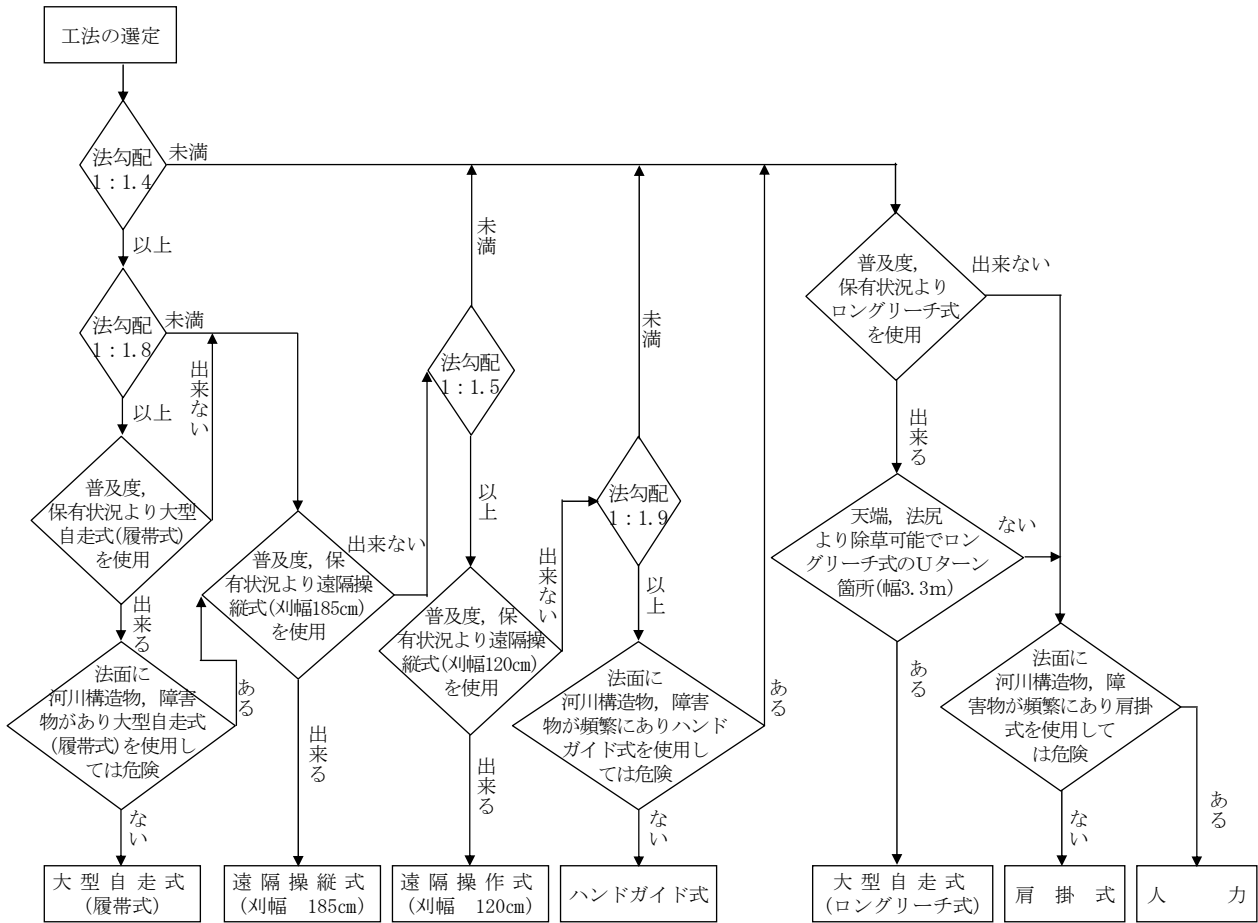 工法の選定
法勾配
1：1.4
未満
以上
法勾配
1：1.8
未満
以上
出来ない
普及度，
保有状況より大型
自走式(履帯式)
を使用
出来る
法面に
河川構造物，障害
物があり大型自走式
(履帯式)を使用し
ては危険
ある
ない
大型自走式
(履帯式)
普及度，保
有状況より遠隔操
縦式(刈幅185cm)
を使用
出来ない
出来る
遠隔操縦式
(刈幅　185cm)
法勾配
1：1.5
未満
以上
普及度，保
有状況より遠隔操
縦式(刈幅120cm)
を使用
出来ない
出来る
遠隔操作式
(刈幅　120cm)
法勾配
1：1.9
未満
以上
法面に
河川構造物，障害
物が頻繁にありハンド
ガイド式を使用し
ては危険
ある
ない
ハンドガイド式
普及度，
保有状況より
ロングリーチ式
を使用
出来ない
出来る
天端，法尻
より除草可能でロン
グリーチ式のＵターン
箇所(幅3.3ｍ)
ない
ある
大型自走式
(ロングリーチ式)
法面に
河川構造物，障
害物が頻繁にあり肩掛
式を使用して
は危険
ない
ある
肩掛式
人力